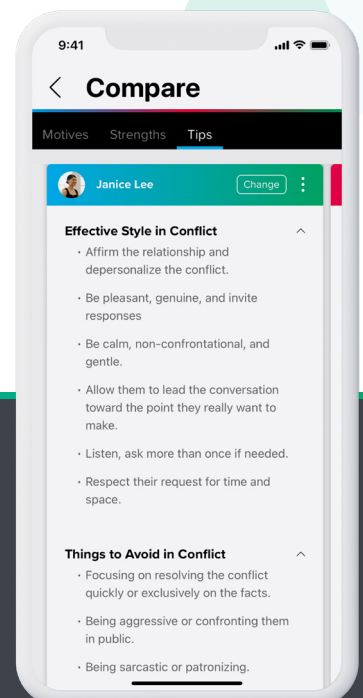 9:41
Compare
Motives Strengths Tips
Janice Lee Change
Effective Style in Conflict
· Affirm the relationship and
depersonalize the conflict.
· Be pleasant, genuine, and invite
responses
· Be calm, non-confrontational, and
gentle.
· Allow them to lead the conversation
toward the point they really want to
make.
· Listen, ask more than once if needed.
· Respect their request for time and
space.
Things to Avoid in Conflict
· Focusing on resolving the conflict
quickly or exclusively on the facts.
· Being aggressive or confronting them
in public.
· Being sarcastic or patronizing.